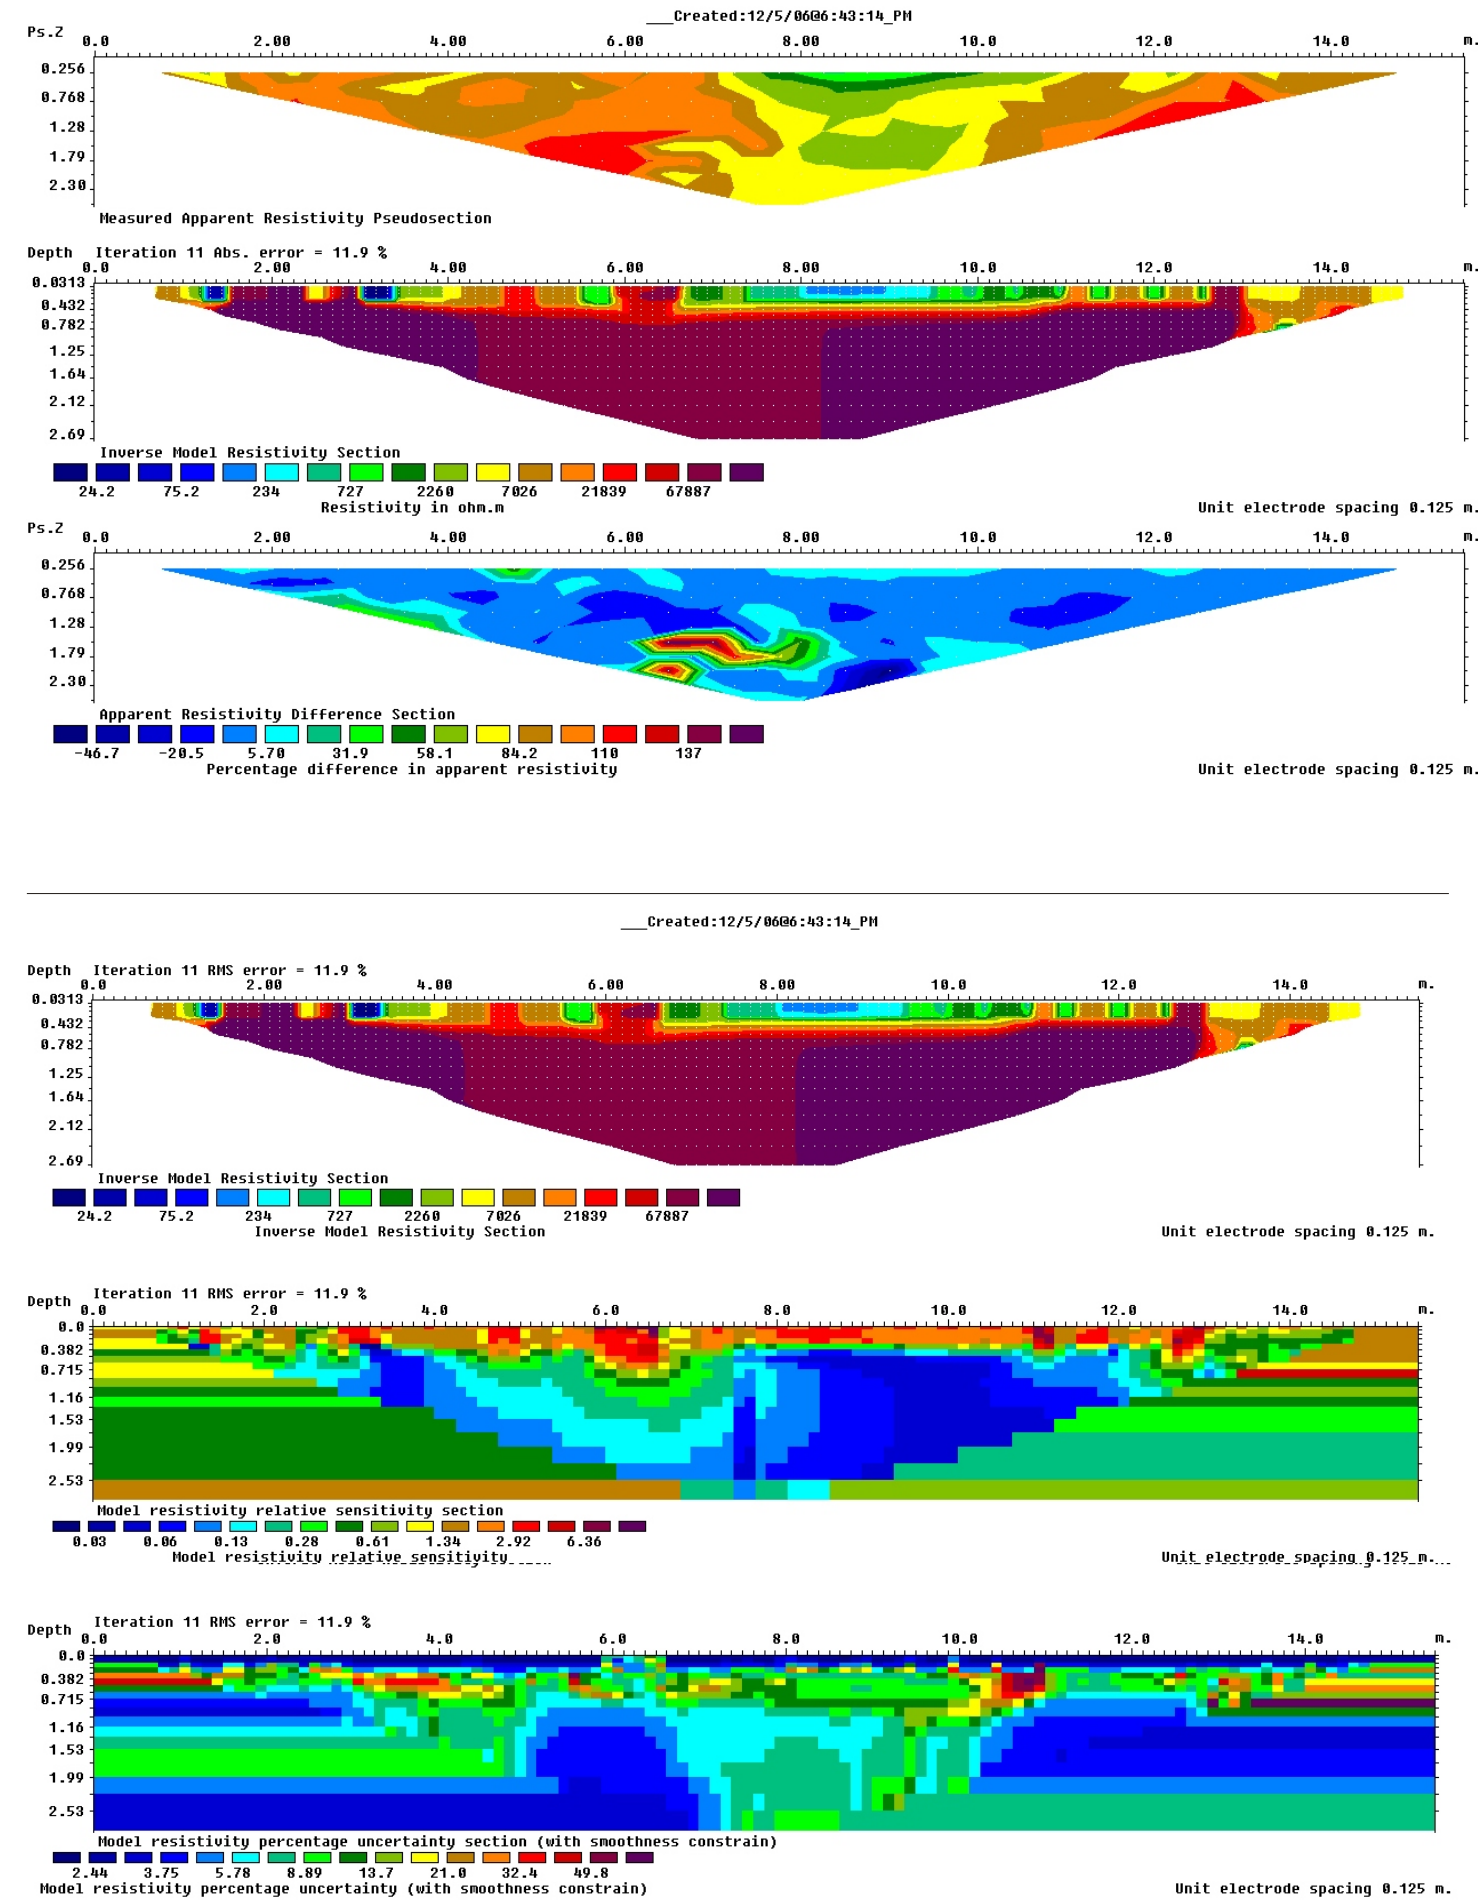 ___Created:12/5/06@6:43:14_PM
Ps.Z
0.0 2.00 4.00 6.00 8.00 10.0 12.0 14.0 m.
0.256
0.768
1.28
1.79
2.30
Measured Apparent Resistivity Pseudosection
Depth Iteration 11 Abs. error = 11.9 %
0.0 2.00 4.00 6.00 8.00 10.0 12.0 14.0 m.
0.0313
0.432
0.782
1.25
1.64
2.12
2.69
Inverse Model Resistivity Section
24.2 75.2 234 727 2260 7026 21839 67887
Resistivity in ohm.m Unit electrode spacing 0.125 m.
Ps.Z
0.0 2.00 4.00 6.00 8.00 10.0 12.0 14.0 m.
0.256
0.768
1.28
1.79
2.30
Apparent Resistivity Difference Section
-46.7 -20.5 5.70 31.9 58.1 84.2 110 137
Percentage difference in apparent resistivity Unit electrode spacing 0.125 m.
___Created:12/5/06@6:43:14_PM
Depth Iteration 11 RMS error = 11.9 %
0.0 2.00 4.00 6.00 8.00 10.0 12.0 14.0 m.
0.0313
0.432
0.782
1.25
1.64
2.12
2.69
Inverse Model Resistivity Section
24.2 75.2 234 727 2260 7026 21839 67887
Inverse Model Resistivity Section Unit electrode spacing 0.125 m.
Iteration 11 RMS error = 11.9 %
Depth
0.0 2.0 4.0 6.0 8.0 10.0 12.0 14.0 m.
0.0
0.382
0.715
1.16
1.53
1.99
2.53
Model resistivity relative sensitivity section
0.03 0.06 0.13 0.28 0.61 1.34 2.92 6.36
Model resistivity relative sensitivity Unit electrode spacing 0.125 m.
Iteration 11 RMS error = 11.9 %
Depth
0.0 2.0 4.0 6.0 8.0 10.0 12.0 14.0 m.
0.0
0.382
0.715
1.16
1.53
1.99
2.53
Model resistivity percentage uncertainty section (with smoothness constrain)
2.44 3.75 5.78 8.89 13.7 21.0 32.4 49.8
Model resistivity percentage uncertainty (with smoothness constrain) Unit electrode spacing 0.125 m.